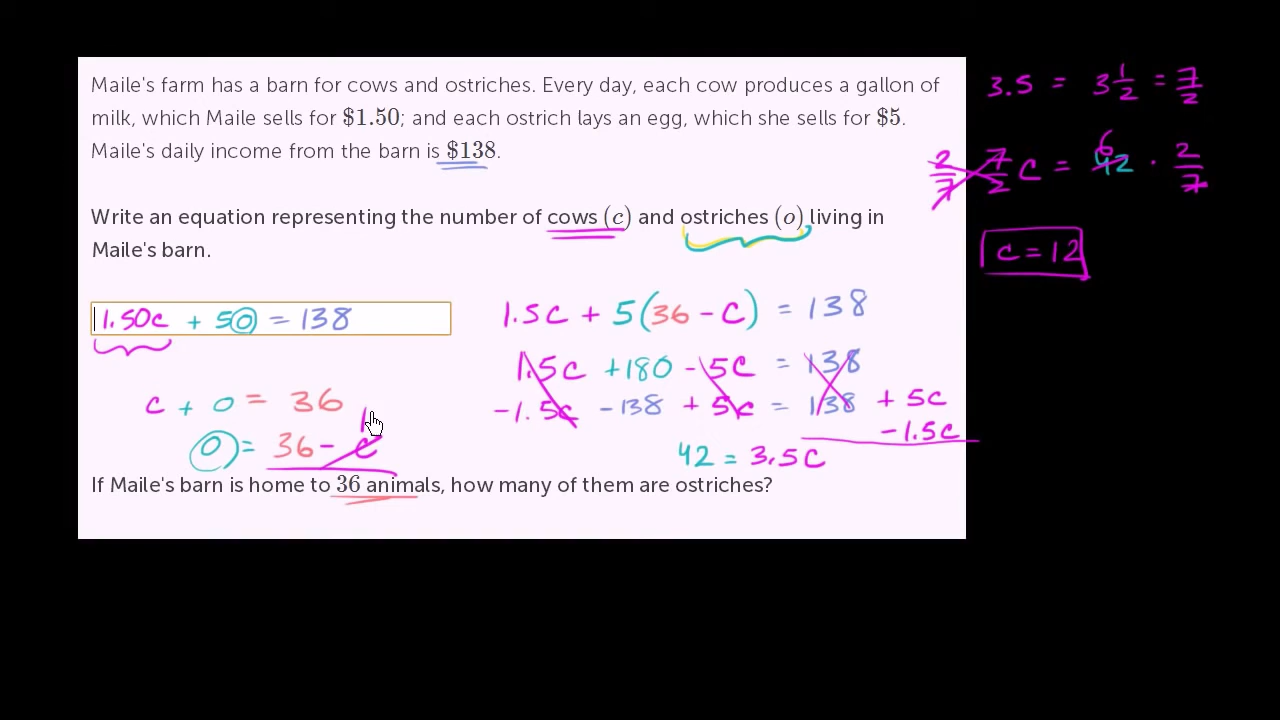 Maile's farm has a barn for cows and ostriches. Every day, each cow produces a gallon of
milk, which Maile sells for $1.50; and each ostrich lays an egg, which she sells for $5.
Maile's daily income from the barn is $138.
Write an equation representing the number of cows (c) and ostriches (o) living in
Maile's barn.
1.50c + 5o = 138
c + o = 36
o = 36 - c
If Maile's barn is home to 36 animals, how many of them are ostriches?
1.5c + 5(36 - c) = 138
1.5c + 180 - 5c = 138
-1.5c - 138 + 5c = 138 + 5c
- 1.5c
42 = 3.5c
3.5 = 3 1/2 = 7/2
2/7 7/2 c = 42 6 · 2/7
c = 12